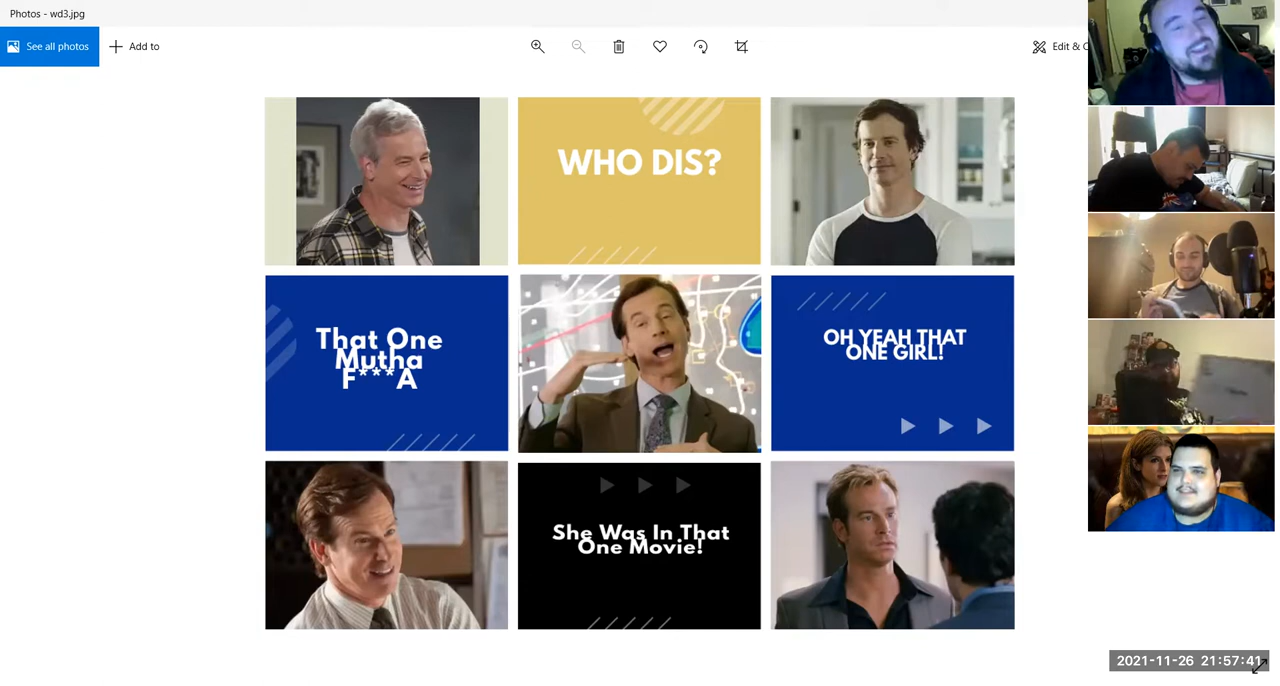 Photos - wd3.jpg
See all photos
Add to
Edit & C
WHO DIS?
That One
Mutha
F***A
OH YEAH THAT
ONE GIRL!
She Was In That
One Movie!
2021-11-26 21:57:41